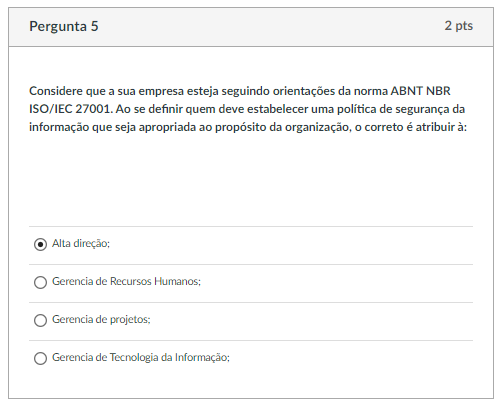 Pergunta 5
2 pts
Considere que a sua empresa esteja seguindo orientações da norma ABNT NBR
ISO/IEC 27001. Ao se definir quem deve estabelecer uma política de segurança da
informação que seja apropriada ao propósito da organização, o correto é atribuir à:
Alta direção;
Gerencia de Recursos Humanos;
Gerencia de projetos;
Gerencia de Tecnologia da Informação;